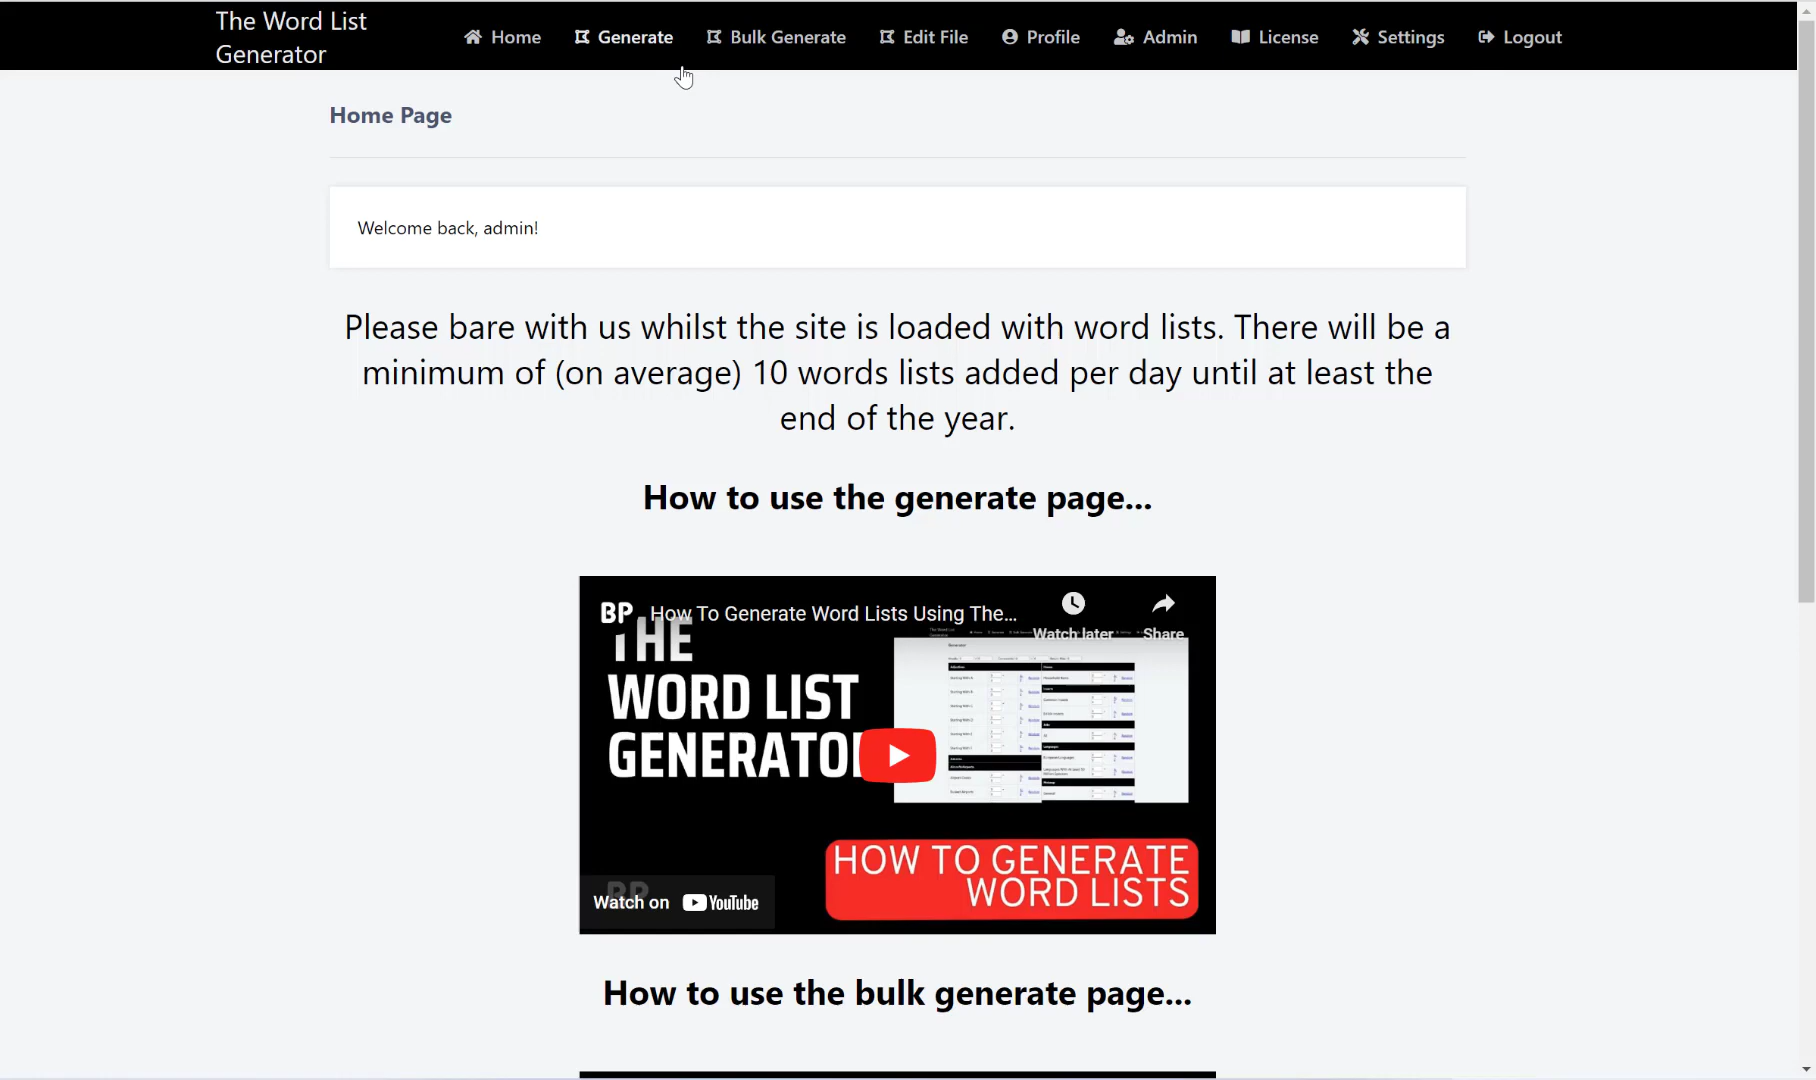 The Word List
Generator
Home
Generate
Bulk Generate
Edit File
Profile
Admin
License
Settings
Logout
Home Page
Welcome back, admin!
Please bare with us whilst the site is loaded with word lists. There will be a
minimum of (on average) 10 words lists added per day until at least the
end of the year.
How to use the generate page...
BP
How To Generate Word Lists Using The...
Watch later
Share
THE
WORD LIST
GENERATO
HOW TO GENERATE
WORD LISTS
BP
Watch on
YouTube
How to use the bulk generate page...